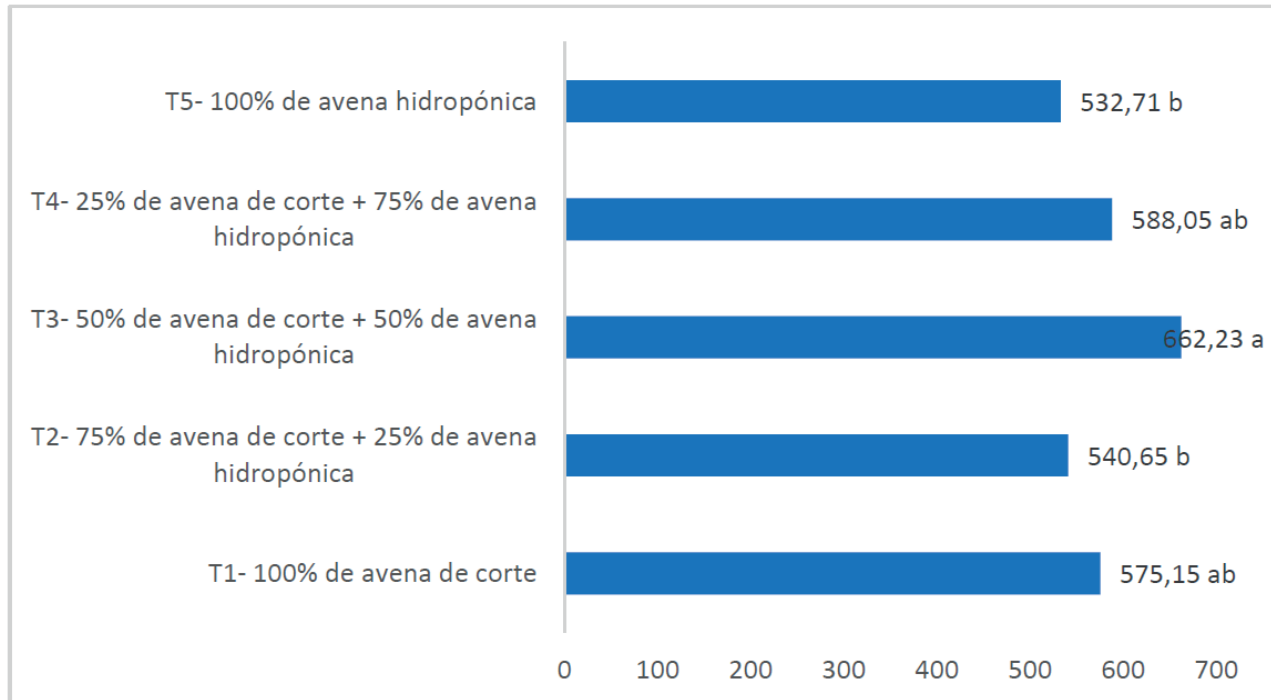 T5- 100% de avena hidropónica
532,71 b
T4- 25% de avena de corte + 75% de avena
hidropónica
588,05 ab
T3- 50% de avena de corte + 50% de avena
hidropónica
662,23 a
T2- 75% de avena de corte + 25% de avena
hidropónica
540,65 b
T1- 100% de avena de corte
575,15 ab
0 100 200 300 400 500 600 700